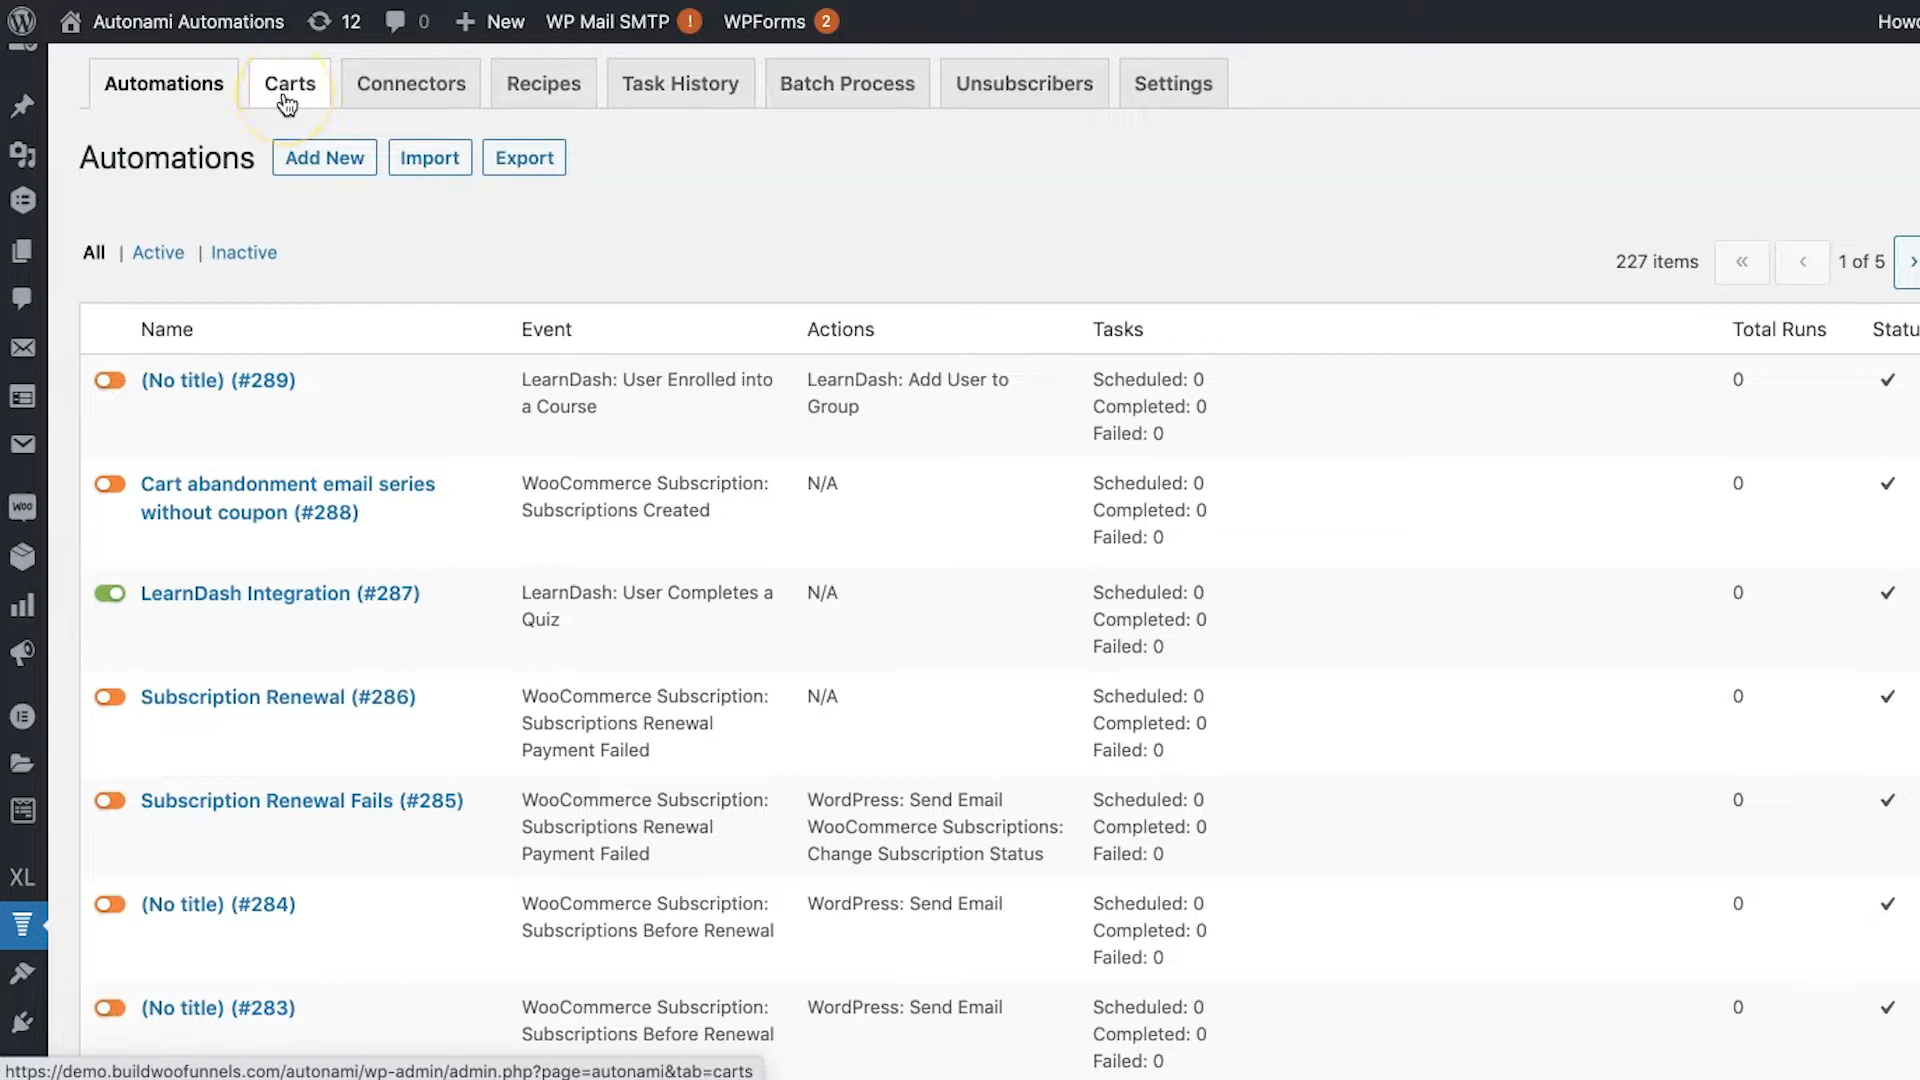 Autonami Automations 12 0 New WP Mail SMTP ! WPForms 2 Howd
Automations Carts Connectors Recipes Task History Batch Process Unsubscribers Settings
Automations Add New Import Export
All | Active | Inactive
227 items « ‹ 1 of 5 ›
Name Event Actions Tasks Total Runs Statu
(No title) (#289) LearnDash: User Enrolled into LearnDash: Add User to Scheduled: 0 0 ✓
a Course Group Completed: 0
Failed: 0
Cart abandonment email series WooCommerce Subscription: N/A Scheduled: 0 0 ✓
without coupon (#288) Subscriptions Created Completed: 0
Failed: 0
LearnDash Integration (#287) LearnDash: User Completes a N/A Scheduled: 0 0 ✓
Quiz Completed: 0
Failed: 0
Subscription Renewal (#286) WooCommerce Subscription: N/A Scheduled: 0 0 ✓
Subscriptions Renewal Completed: 0
Payment Failed Failed: 0
Subscription Renewal Fails (#285) WooCommerce Subscription: WordPress: Send Email Scheduled: 0 0 ✓
Subscriptions Renewal WooCommerce Subscriptions: Completed: 0
Payment Failed Change Subscription Status Failed: 0
XL
(No title) (#284) WooCommerce Subscription: WordPress: Send Email Scheduled: 0 0 ✓
Subscriptions Before Renewal Completed: 0
Failed: 0
(No title) (#283) WooCommerce Subscription: WordPress: Send Email Scheduled: 0 0 ✓
Subscriptions Before Renewal Completed: 0
Failed: 0
https://demo.buildwoofunnels.com/autonami/wp-admin/admin.php?page=autonami&tab=carts